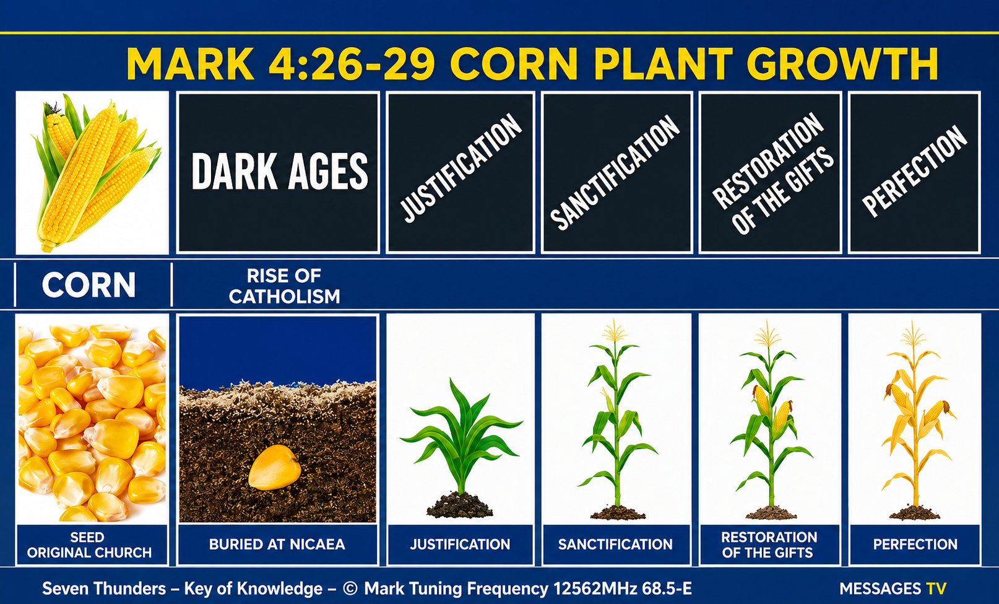 MARK 4:26-29 CORN PLANT GROWTH
DARK AGES
JUSTIFICATION
SANCTIFICATION
RESTORATION
OF THE GIFTS
PERFECTION
CORN
RISE OF
CATHOLISM
SEED
ORIGINAL CHURCH
BURIED AT NICAEA
JUSTIFICATION
SANCTIFICATION
RESTORATION
OF THE GIFTS
PERFECTION
Seven Thunders – Key of Knowledge – © Mark Tuning Frequency 12562MHz 68.5-E
MESSAGES TV